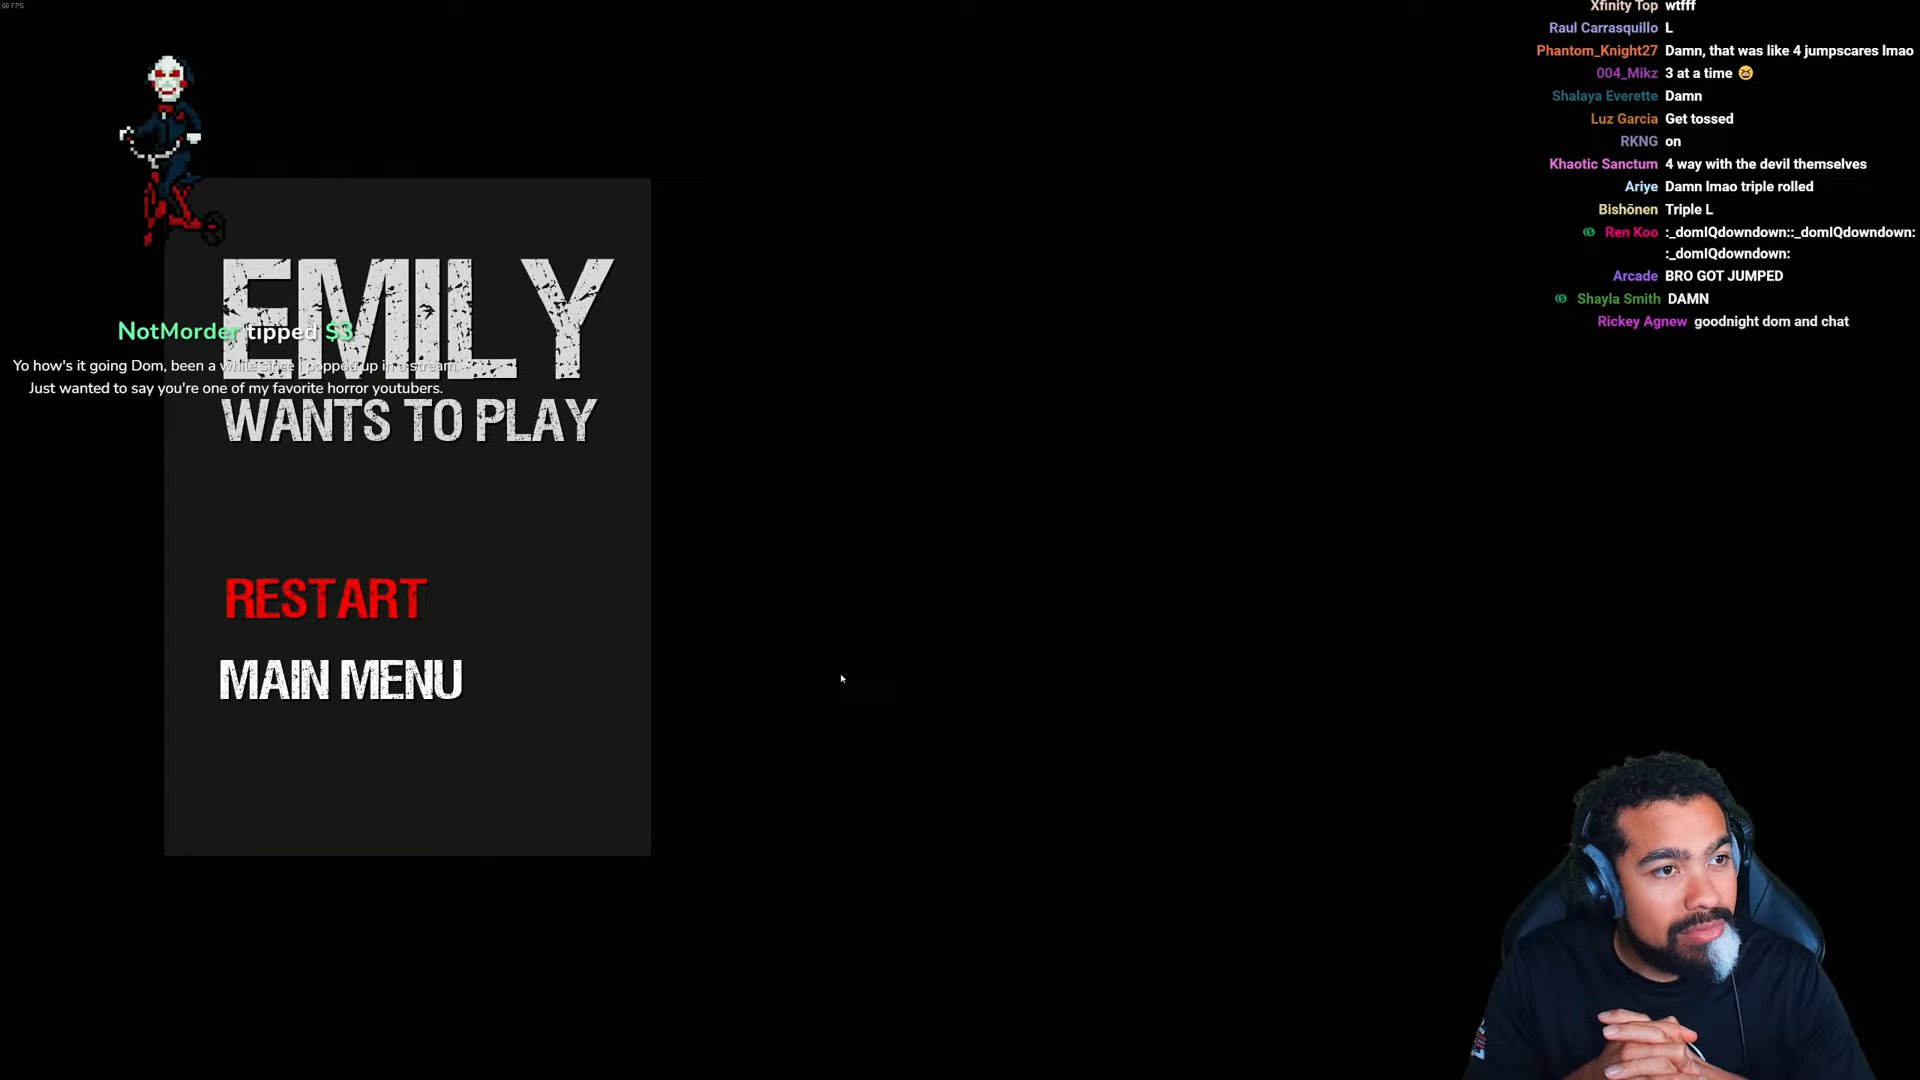 60 FPS
EMILY
WANTS TO PLAY
NotMorder tipped $3
Yo how's it going Dom, been a while since i popped up in a stream.
Just wanted to say you're one of my favorite horror youtubers.
RESTART
MAIN MENU
Xfinity Top wtfff
Raul Carrasquillo L
Phantom_Knight27 Damn, that was like 4 jumpscares lmao
004_Mikz 3 at a time 😆
Shalaya Everette Damn
Luz Garcia Get tossed
RKNG on
Khaotic Sanctum 4 way with the devil themselves
Ariye Damn lmao triple rolled
Bishōnen Triple L
Ren Koo :_domIQdowndown::_domIQdowndown:
:_domIQdowndown:
Arcade BRO GOT JUMPED
Shayla Smith DAMN
Rickey Agnew goodnight dom and chat